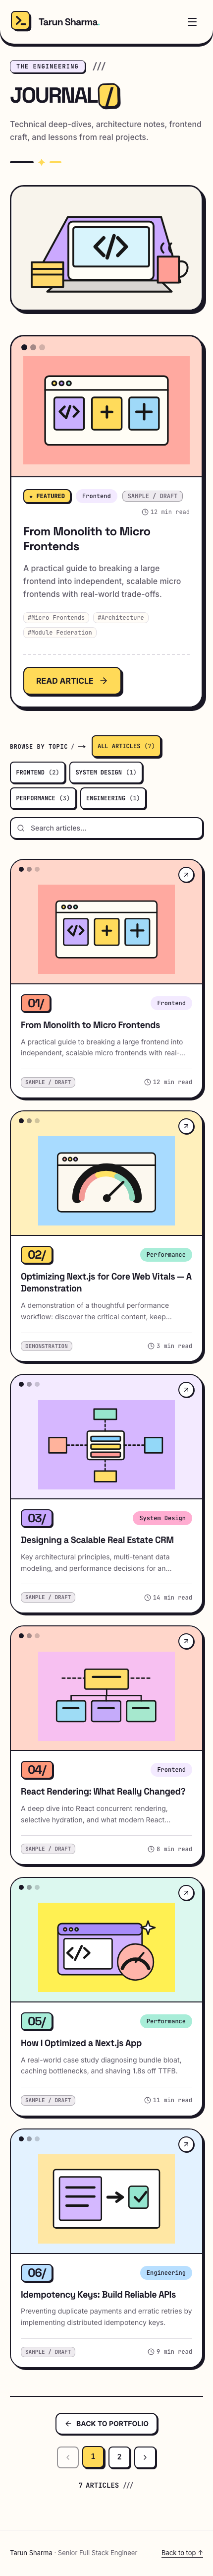 Tarun Sharma.
THE ENGINEERING ///
JOURNAL/
Technical deep-dives, architecture notes, frontend
craft, and lessons from real projects.
</>
</> + +
★ FEATURED Frontend SAMPLE / DRAFT
12 min read
From Monolith to Micro
Frontends
A practical guide to breaking a large
frontend into independent, scalable micro
frontends with real-world trade-offs.
#Micro Frontends #Architecture
#Module Federation
READ ARTICLE →
BROWSE BY TOPIC / → ALL ARTICLES (7)
FRONTEND (2) SYSTEM DESIGN (1)
PERFORMANCE (3) ENGINEERING (1)
Search articles...
</> + +
01/ Frontend
From Monolith to Micro Frontends
A practical guide to breaking a large frontend into
independent, scalable micro frontends with real-...
SAMPLE / DRAFT 12 min read
02/ Performance
Optimizing Next.js for Core Web Vitals — A
Demonstration
A demonstration of a thoughtful performance
workflow: discover the critical content, keep...
DEMONSTRATION 3 min read
03/ System Design
Designing a Scalable Real Estate CRM
Key architectural principles, multi-tenant data
modeling, and performance decisions for an...
SAMPLE / DRAFT 14 min read
04/ Frontend
React Rendering: What Really Changed?
A deep dive into React concurrent rendering,
selective hydration, and what modern React...
SAMPLE / DRAFT 8 min read
</>
05/ Performance
How I Optimized a Next.js App
A real-world case study diagnosing bundle bloat,
caching bottlenecks, and shaving 1.8s off TTFB.
SAMPLE / DRAFT 11 min read
06/ Engineering
Idempotency Keys: Build Reliable APIs
Preventing duplicate payments and erratic retries by
implementing distributed idempotency keys.
SAMPLE / DRAFT 9 min read
← BACK TO PORTFOLIO
‹ 1 2 ›
7 ARTICLES ///
Tarun Sharma · Senior Full Stack Engineer Back to top ↑